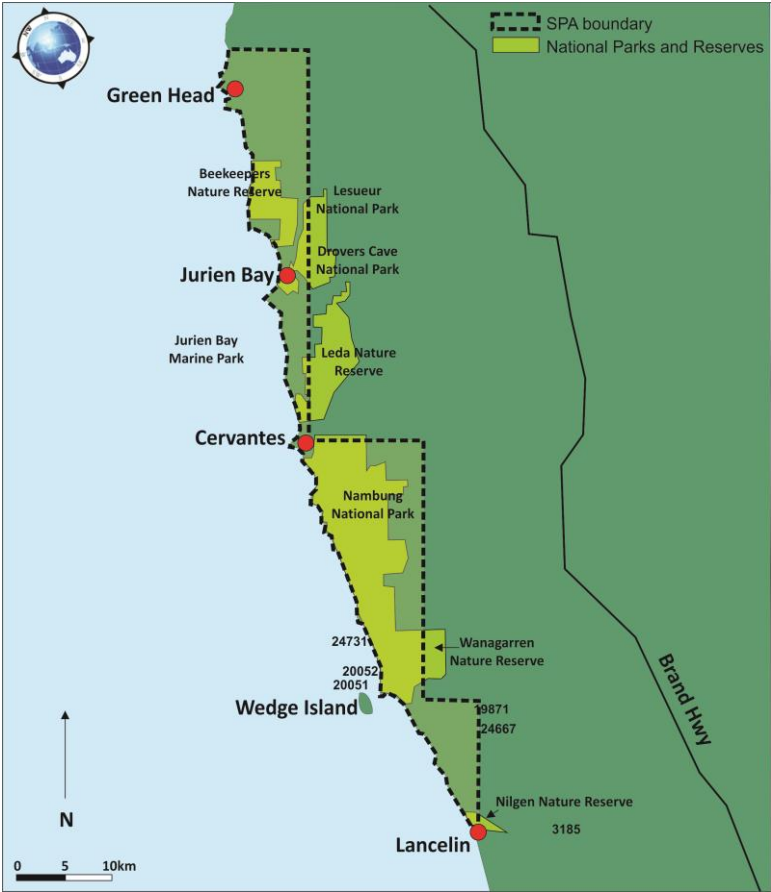 SPA boundary
National Parks and Reserves
NW
Green Head
Beekeepers
Nature Reserve
Lesueur
National Park
Drovers Cave
National Park
Jurien Bay
Jurien Bay
Marine Park
Leda Nature
Reserve
Cervantes
Nambung
National Park
24731
Wanagarren
Nature Reserve
20052
20051
Wedge Island
19871
24667
Brand Hwy
N
Nilgen Nature Reserve
3185
Lancelin
0 5 10km